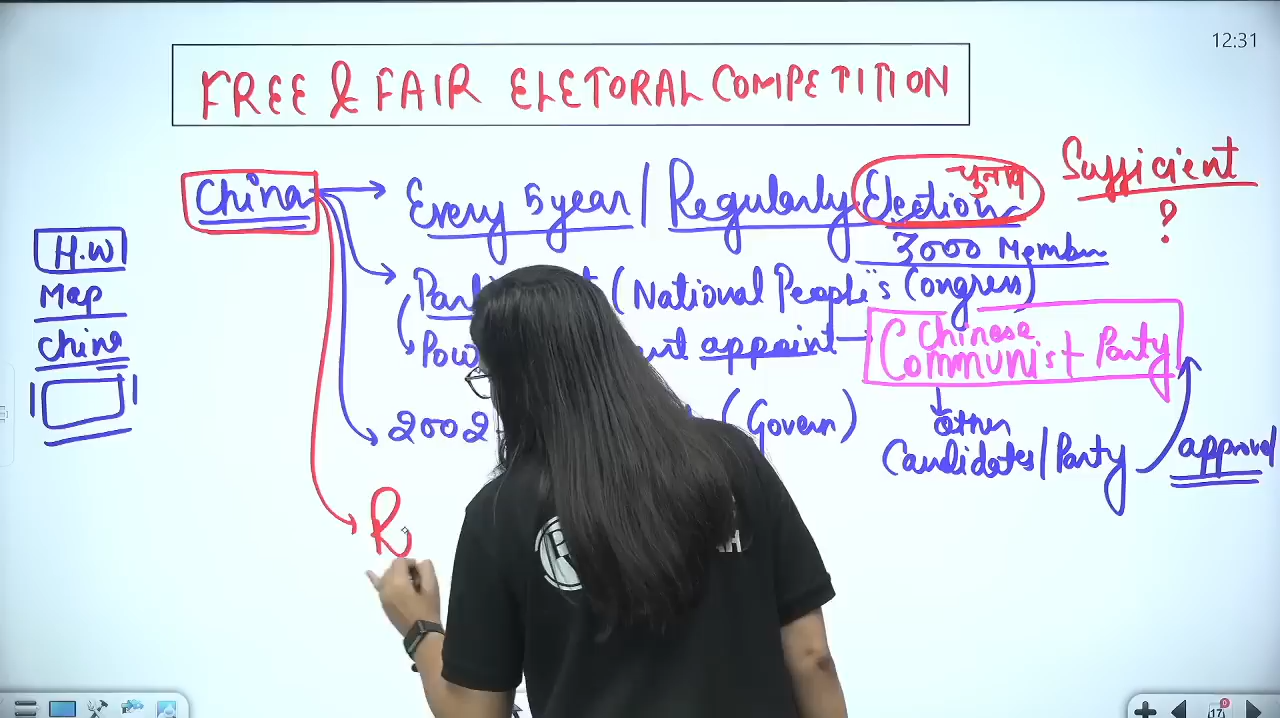 12:31
FREE & FAIR ELETORAL COMPETITION
China
Every 5 year / Regularly Election
चुनाव
Sufficient
?
3000 Member
H.W
Map
China
(National People's Congress)
appoint
Chinese
Communist Party
2002
(Govern)
other
Candidates / Party
approval
R
17